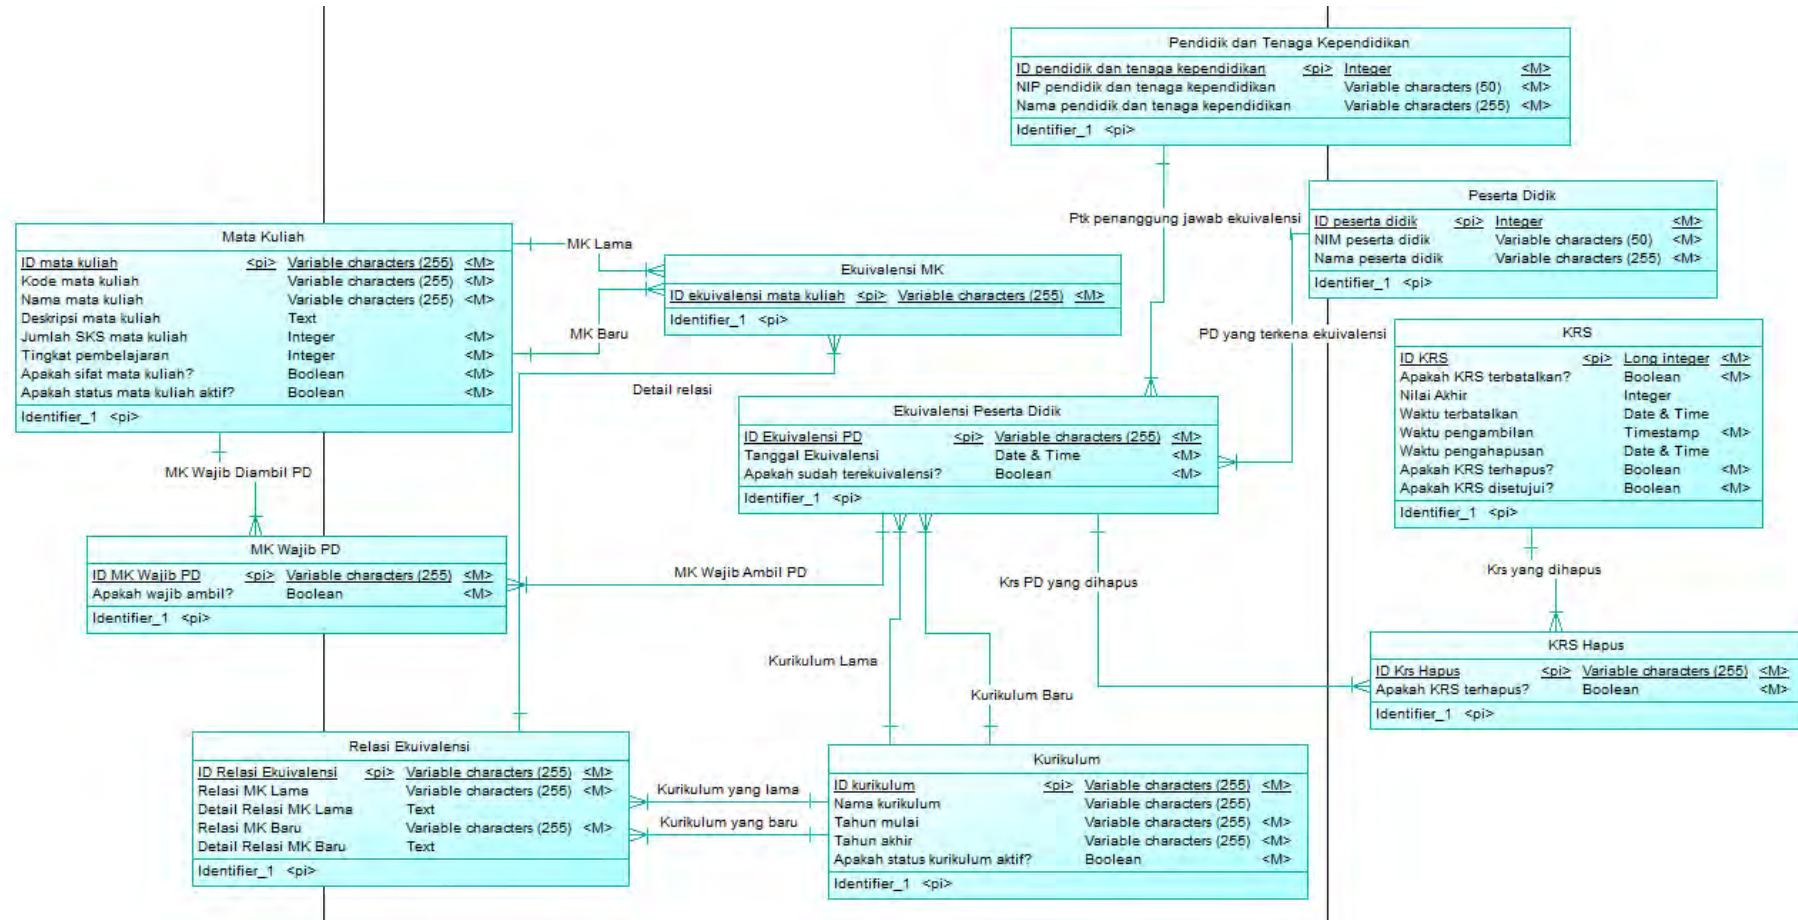 Pendidik dan Tenaga Kependidikan
ID pendidik dan tenaga kependidikan <pi> Integer <M>
NIP pendidik dan tenaga kependidikan Variable characters (50) <M>
Nama pendidik dan tenaga kependidikan Variable characters (255) <M>
Identifier_1 <pi>
Peserta Didik
ID peserta didik <pi> Integer <M>
NIM peserta didik Variable characters (50) <M>
Nama peserta didik Variable characters (255) <M>
Identifier_1 <pi>
Ptk penanggung jawab ekuivalensi
Mata Kuliah
ID mata kuliah <pi> Variable characters (255) <M>
Kode mata kuliah Variable characters (255) <M>
Nama mata kuliah Variable characters (255) <M>
Deskripsi mata kuliah Text
Jumlah SKS mata kuliah Integer <M>
Tingkat pembelajaran Integer <M>
Apakah sifat mata kuliah? Boolean <M>
Apakah status mata kuliah aktif? Boolean <M>
Identifier_1 <pi>
MK Lama
Ekuivalensi MK
ID ekuivalensi mata kuliah <pi> Variable characters (255) <M>
Identifier_1 <pi>
MK Baru
PD yang terkena ekuivalensi
KRS
ID KRS <pi> Long integer <M>
Apakah KRS terbatalkan? Boolean <M>
Nilai Akhir Integer
Waktu terbatalkan Date & Time
Waktu pengambilan Timestamp <M>
Waktu pengahapusan Date & Time
Apakah KRS terhapus? Boolean <M>
Apakah KRS disetujui? Boolean <M>
Identifier_1 <pi>
Detail relasi
Ekuivalensi Peserta Didik
ID Ekuivalensi PD <pi> Variable characters (255) <M>
Tanggal Ekuivalensi Date & Time <M>
Apakah sudah terekuivalensi? Boolean <M>
Identifier_1 <pi>
MK Wajib Diambil PD
MK Wajib PD
ID MK Wajib PD <pi> Variable characters (255) <M>
Apakah wajib ambil? Boolean <M>
Identifier_1 <pi>
MK Wajib Ambil PD
Krs PD yang dihapus
Krs yang dihapus
KRS Hapus
ID Krs Hapus <pi> Variable characters (255) <M>
Apakah KRS terhapus? Boolean <M>
Identifier_1 <pi>
Kurikulum Lama
Kurikulum Baru
Relasi Ekuivalensi
ID Relasi Ekuivalensi <pi> Variable characters (255) <M>
Relasi MK Lama Variable characters (255) <M>
Detail Relasi MK Lama Text
Relasi MK Baru Variable characters (255) <M>
Detail Relasi MK Baru Text
Identifier_1 <pi>
Kurikulum yang lama
Kurikulum yang baru
Kurikulum
ID kurikulum <pi> Variable characters (255) <M>
Nama kurikulum Variable characters (255)
Tahun mulai Variable characters (255) <M>
Tahun akhir Variable characters (255) <M>
Apakah status kurikulum aktif? Boolean <M>
Identifier_1 <pi>